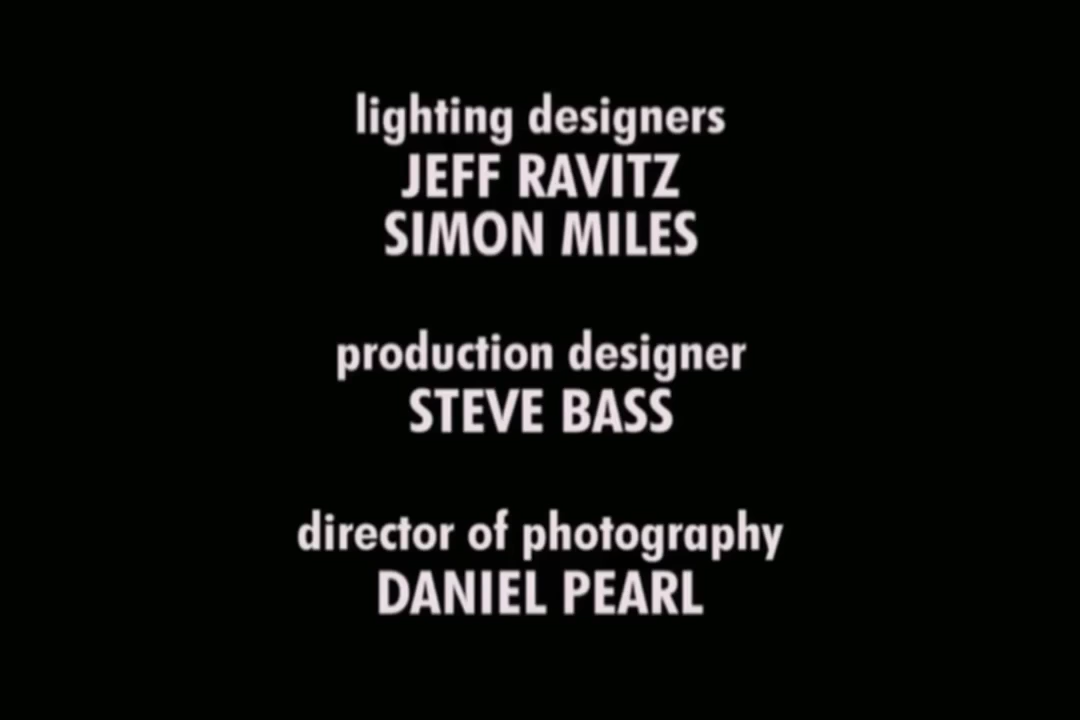 lighting designers
JEFF RAVITZ
SIMON MILES
production designer
STEVE BASS
director of photography
DANIEL PEARL